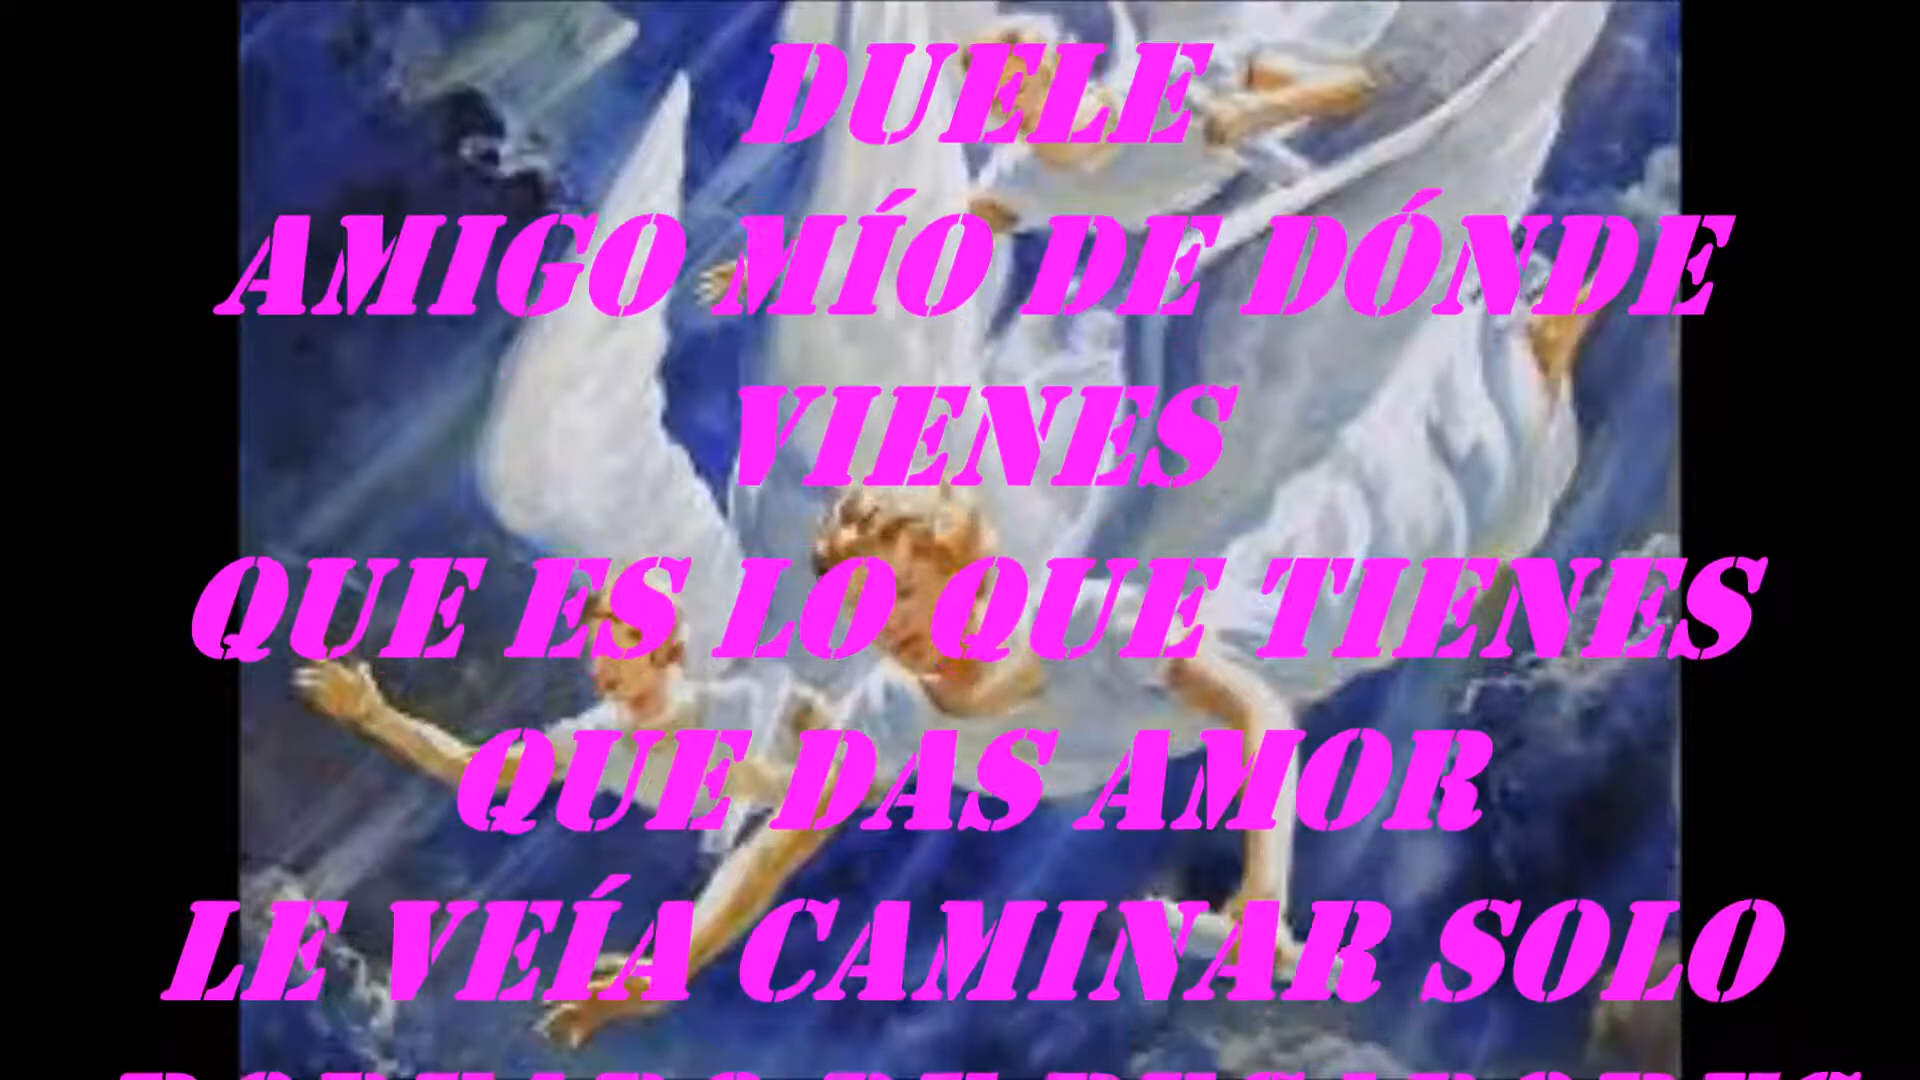 DUELE
AMIGO MÍO DE DÓNDE
VIENES
QUE ES LO QUE TIENES
QUE DAS AMOR
LE VEÍA CAMINAR SOLO